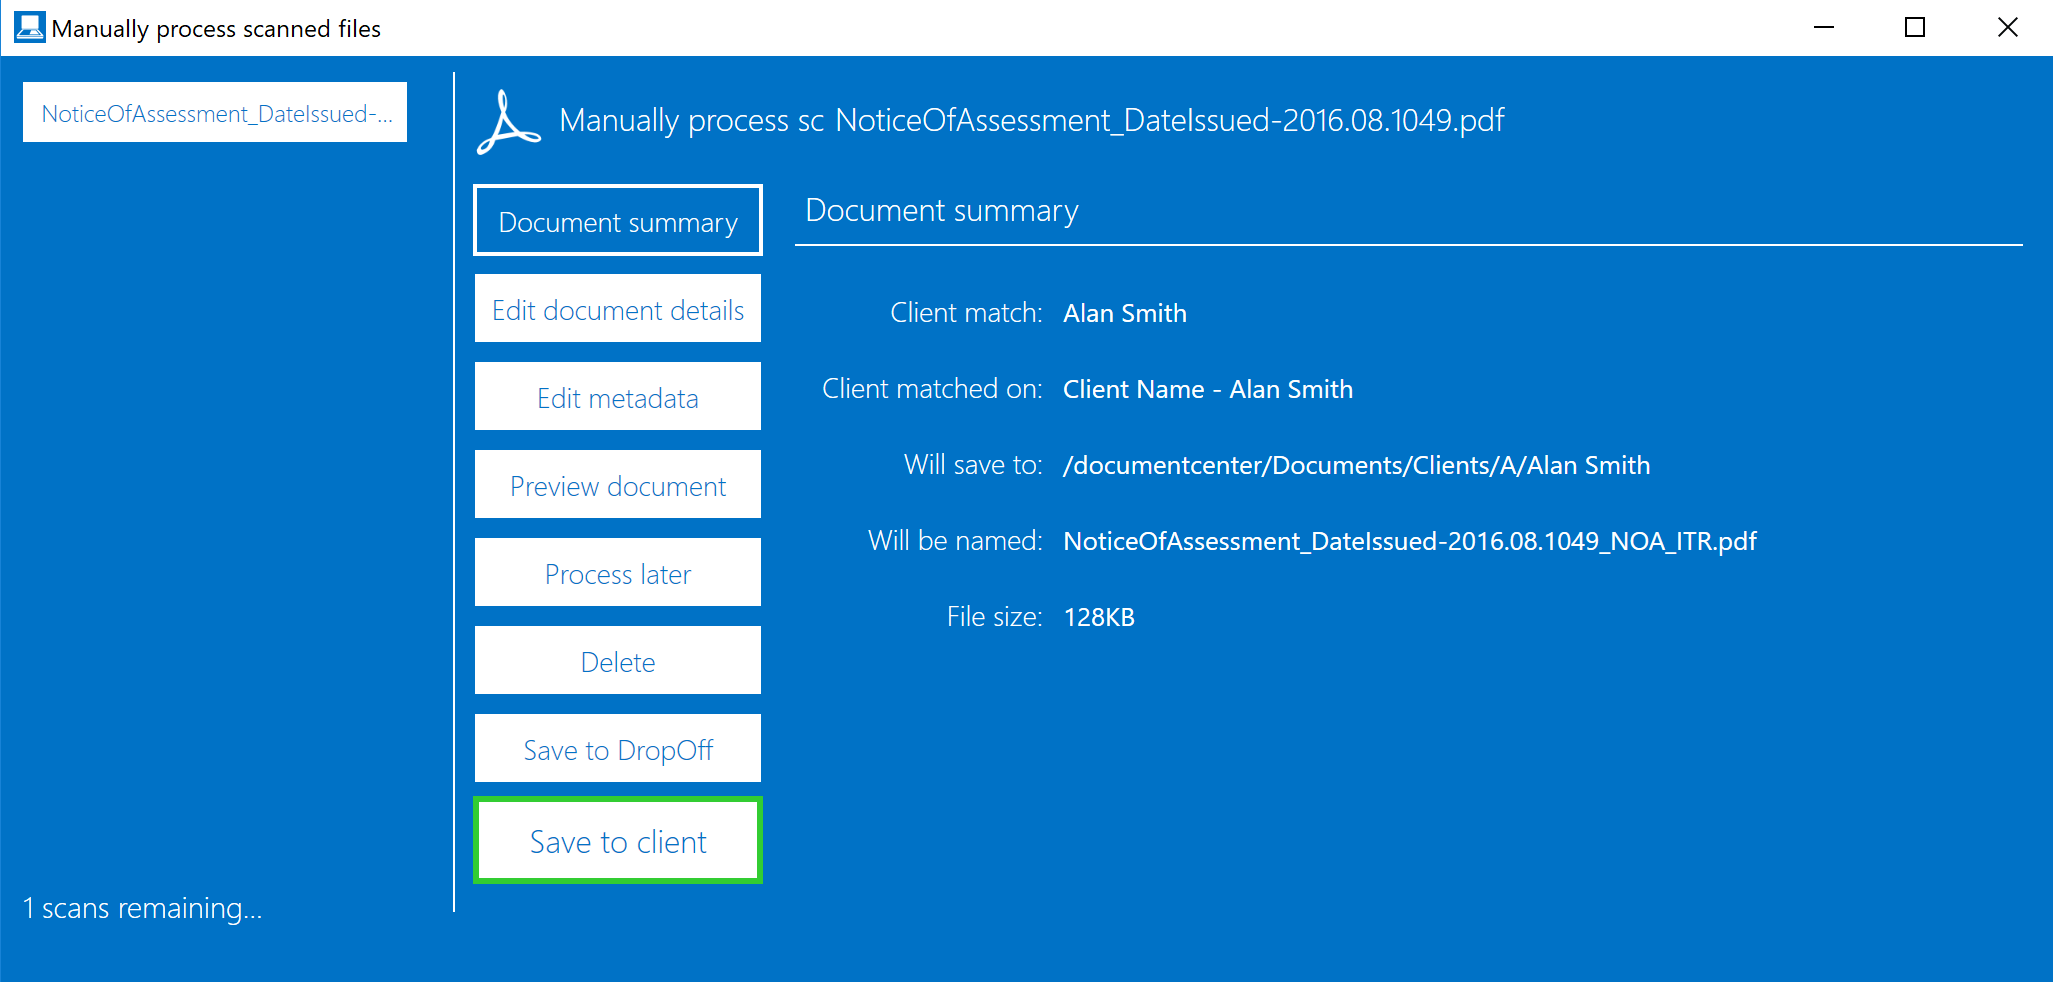 Manually process scanned files
NoticeOfAssessment_DateIssued-...
1 scans remaining...
Manually process sc NoticeOfAssessment_DateIssued-2016.08.1049.pdf
Document summary
Edit document details
Edit metadata
Preview document
Process later
Delete
Save to DropOff
Save to client
Document summary
Client match: Alan Smith
Client matched on: Client Name - Alan Smith
Will save to: /documentcenter/Documents/Clients/A/Alan Smith
Will be named: NoticeOfAssessment_DateIssued-2016.08.1049_NOA_ITR.pdf
File size: 128KB